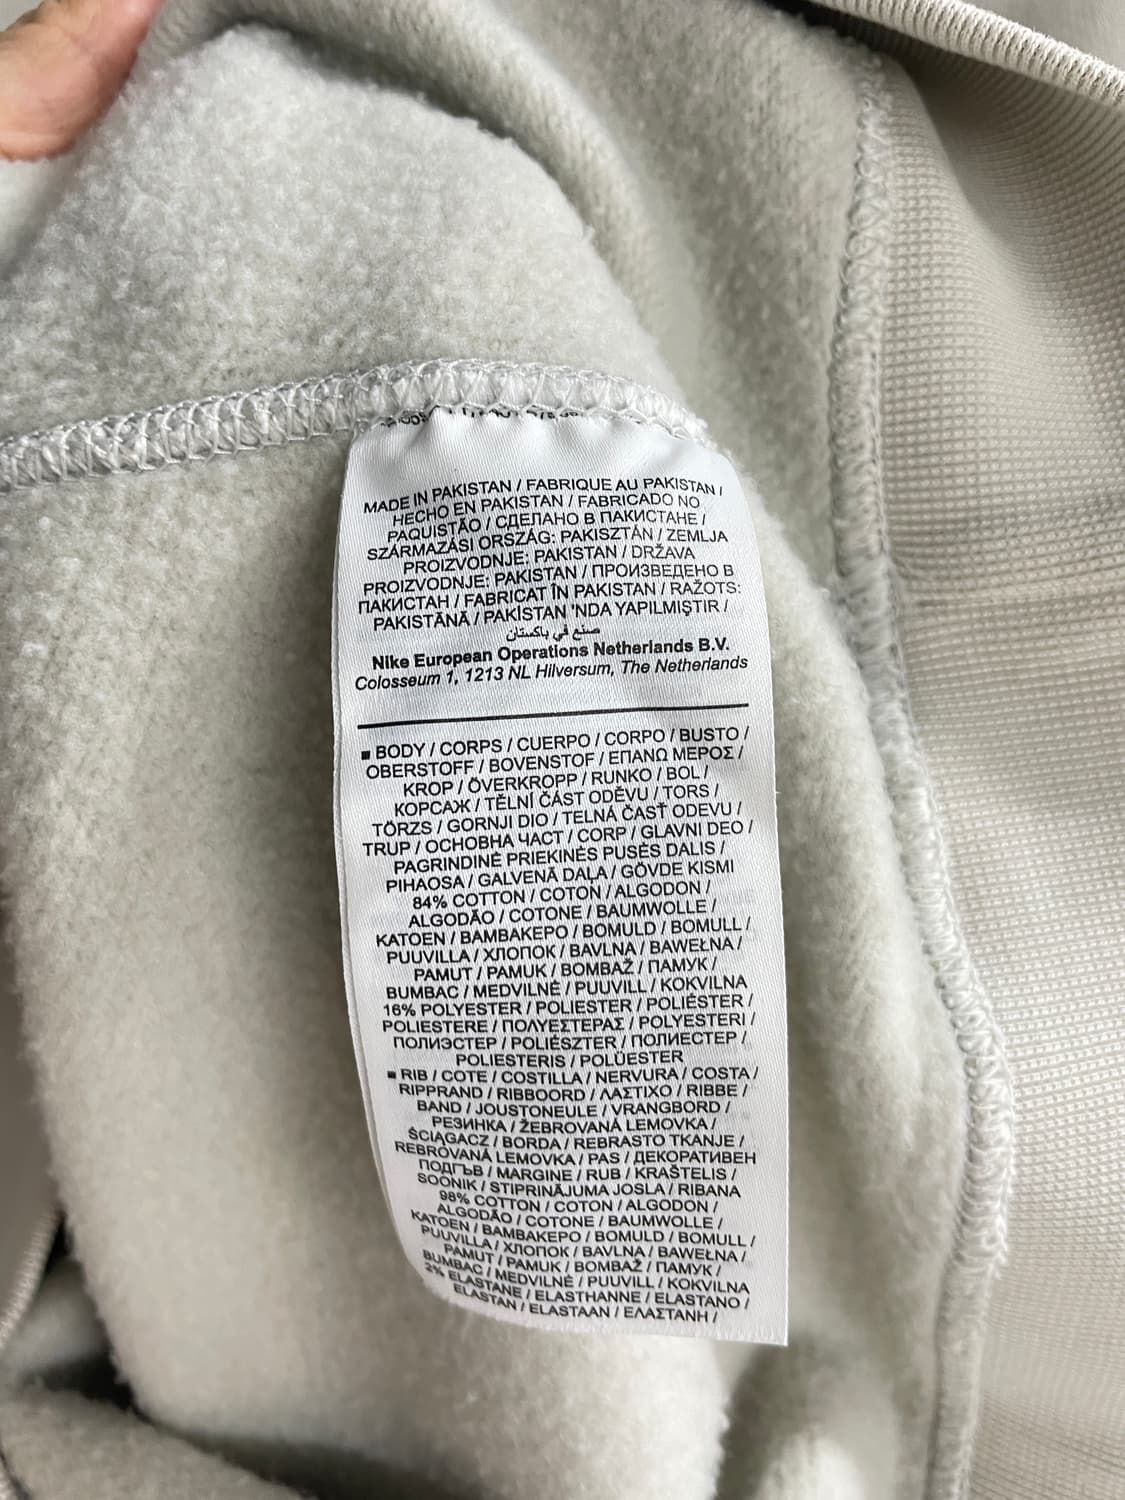 MADE IN PAKISTAN / FABRIQUE AU PAKISTAN /
HECHO EN PAKISTAN / FABRICADO NO
PAQUISTÃO / СДЕЛАНО В ПАКИСТАНЕ /
SZÁRMAZÁSI ORSZÁG: PAKISZTÁN / ZEMLJA
PROIZVODNJE: PAKISTAN / DRŽAVA
PROIZVODNJE: PAKISTAN / ПРОИЗВЕДЕНО В
ПАКИСТАН / FABRICAT ÎN PAKISTAN / RAŽOTS:
PAKISTĀNĀ / PAKİSTAN 'NDA YAPILMIŞTIR /
صنع في باكستان
Nike European Operations Netherlands B.V.
Colosseum 1, 1213 NL Hilversum, The Netherlands
■ BODY / CORPS / CUERPO / CORPO / BUSTO /
OBERSTOFF / BOVENSTOF / ΕΠΑΝΩ ΜΕΡΟΣ /
KROP / ÖVERKROPP / RUNKO / BOL /
КОРСАЖ / TĚLNÍ ČÁST ODĚVU / TORS /
TÖRZS / GORNJI DIO / TELNÁ ČASŤ ODEVU /
TRUP / ОСНОВНА ЧАСТ / CORP / GLAVNI DEO /
PAGRINDINĖ PRIEKINĖS PUSĖS DALIS /
PIHAOSA / GALVENĀ DAĻA / GÖVDE KISMI
84% COTTON / COTON / ALGODON /
ALGODÃO / COTONE / BAUMWOLLE /
KATOEN / ΒΑΜΒΑΚΕΡΟ / BOMULD / BOMULL /
PUUVILLA / ХЛОПОК / BAVLNA / BAWEŁNA /
PAMUT / PAMUK / BOMBAŽ / ПАМУК /
BUMBAC / MEDVILNĖ / PUUVILL / KOKVILNA
16% POLYESTER / POLIESTER / POLIÉSTER /
POLIESTERE / ΠΟΛΥΕΣΤΕΡΑΣ / POLYESTERI /
ПОЛИЭСТЕР / POLIÉSZTER / ПОЛИЕСТЕР /
POLIESTERIS / POLÜESTER
■ RIB / COTE / COSTILLA / NERVURA / COSTA /
RIPPRAND / RIBBOORD / ΛΑΣΤΙΧΟ / RIBBE /
BAND / JOUSTONEULE / VRANGBORD /
РЕЗИНКА / ŽEBROVANÁ LEMOVKA /
ŚCIĄGACZ / BORDA / REBRASTO TKANJE /
REBROVANÁ LEMOVKA / PAS / ДЕКОРАТИВЕН
ПОДГЪВ / MARGINE / RUB / KRAŠTELIS /
SOONIK / STIPRINĀJUMA JOSLA / RIBANA
98% COTTON / COTON / ALGODON /
ALGODÃO / COTONE / BAUMWOLLE /
KATOEN / ΒΑΜΒΑΚΕΡΟ / BOMULD / BOMULL /
PUUVILLA / ХЛОПОК / BAVLNA / BAWEŁNA /
PAMUT / PAMUK / BOMBAŽ / ПАМУК /
BUMBAC / MEDVILNĖ / PUUVILL / KOKVILNA
2% ELASTANE / ELASTHANNE / ELASTANO /
ELASTAN / ELASTAAN / ΕΛΑΣΤΑΝΗ /